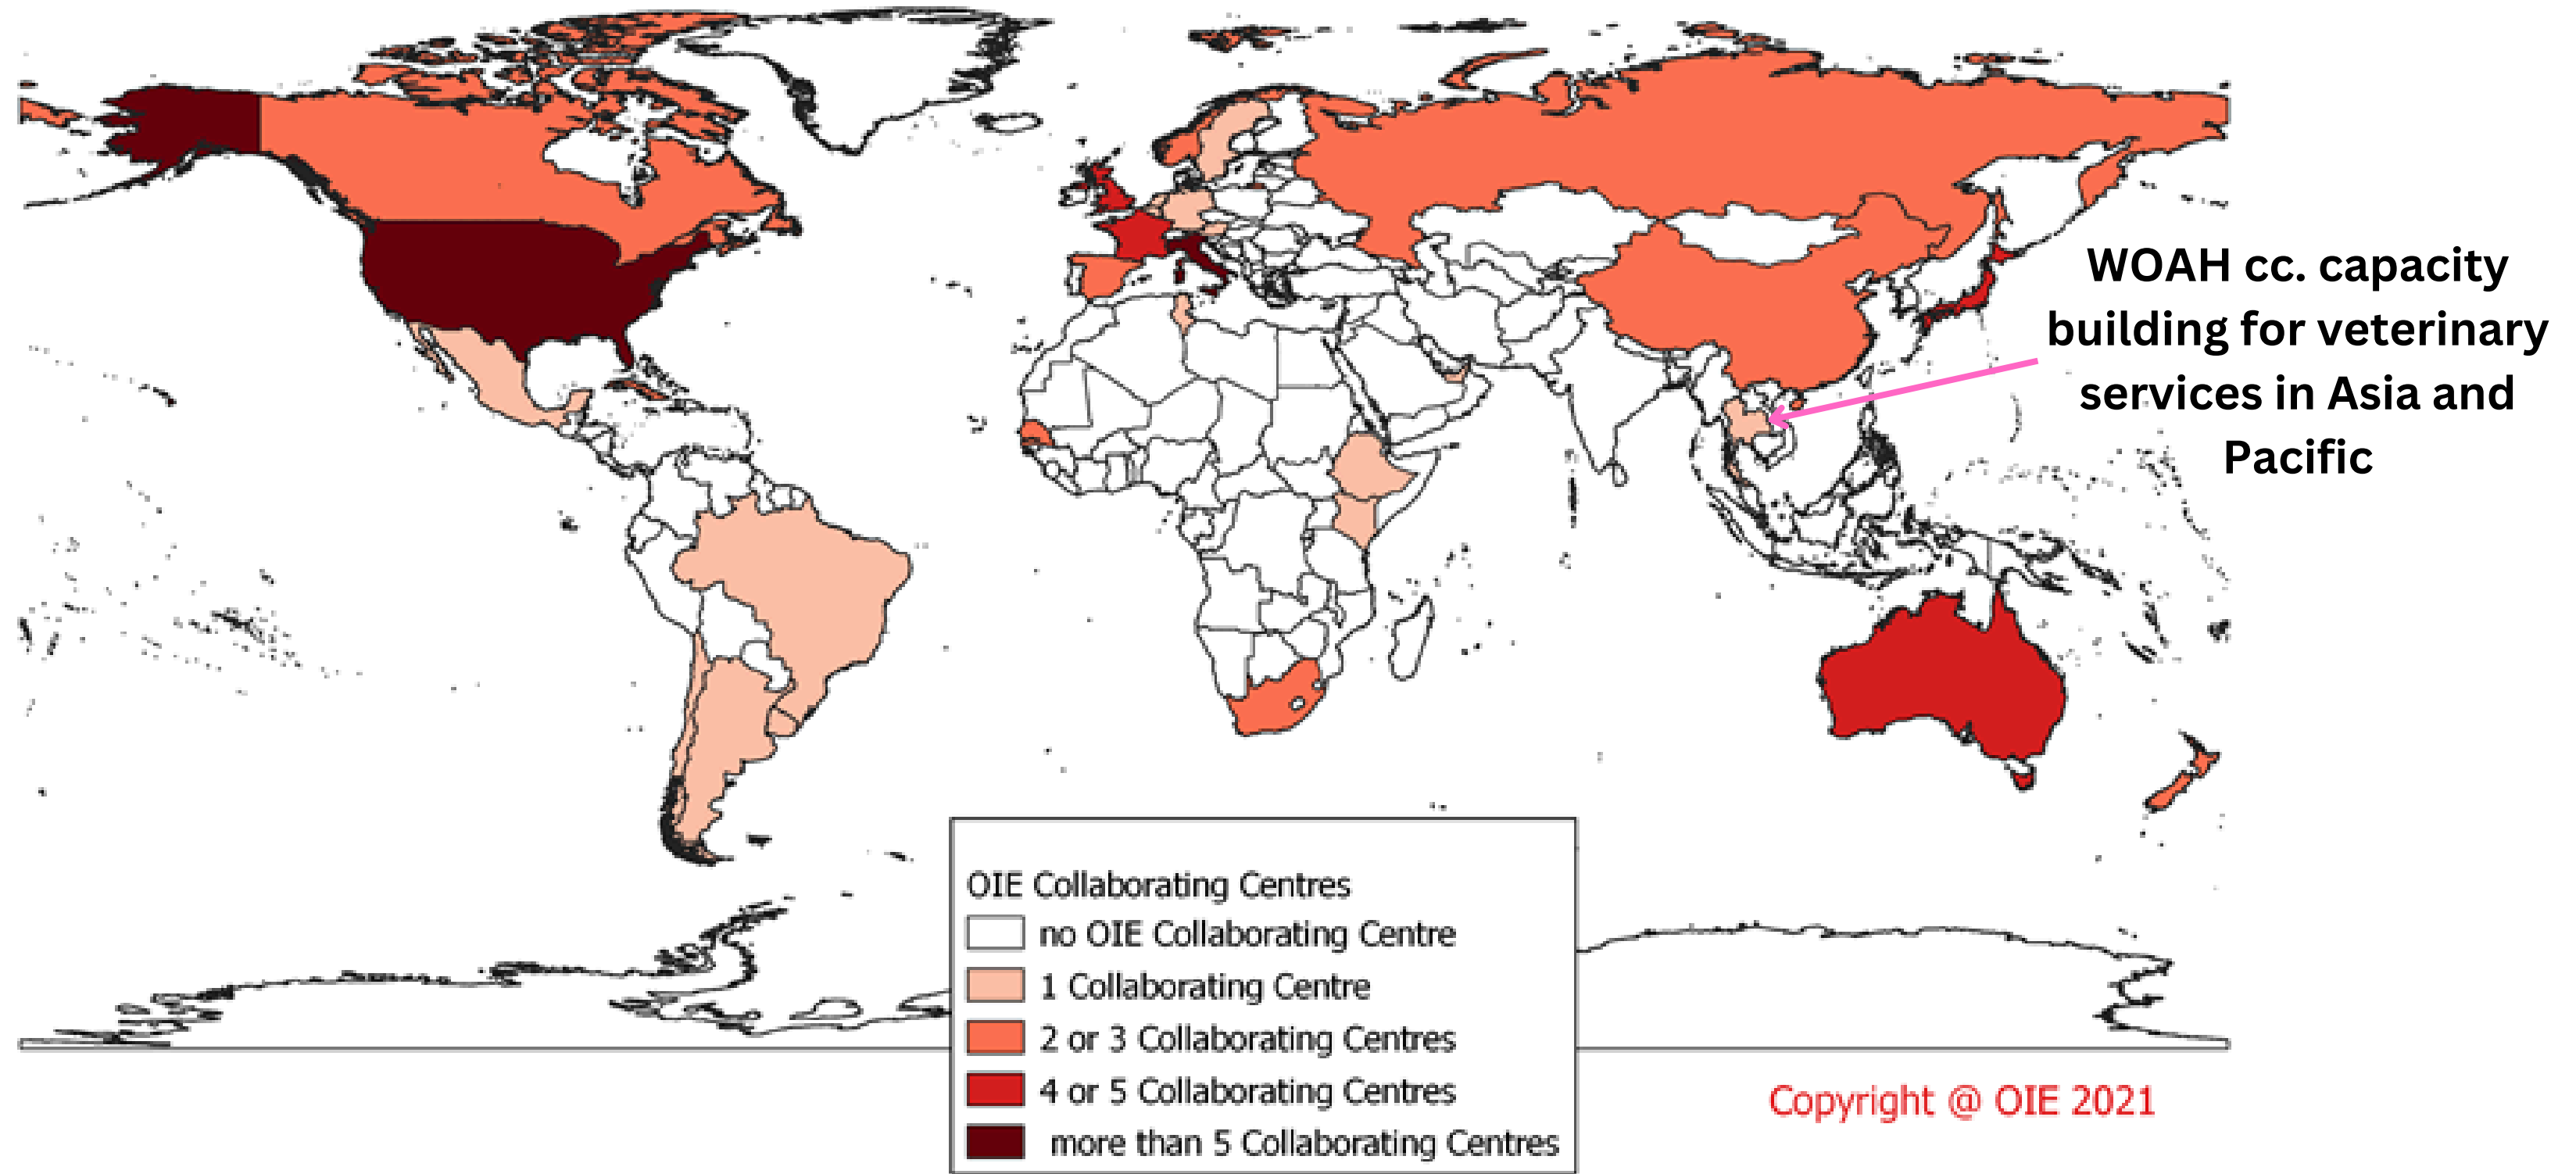 WOAH cc. capacity
building for veterinary
services in Asia and
Pacific
OIE Collaborating Centres
no OIE Collaborating Centre
1 Collaborating Centre
2 or 3 Collaborating Centres
4 or 5 Collaborating Centres
more than 5 Collaborating Centres
Copyright @ OIE 2021